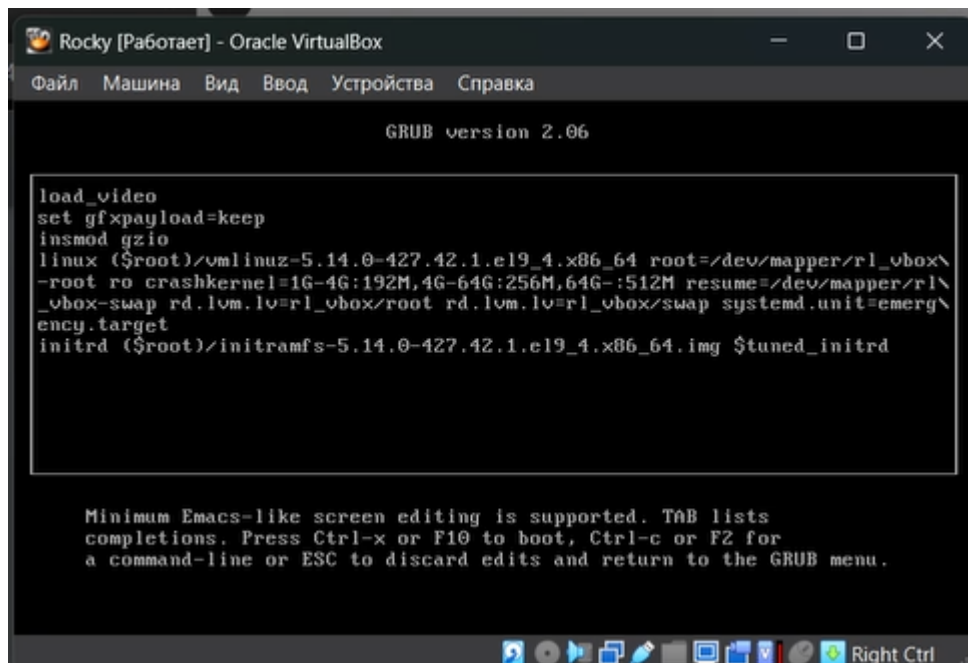 Rocky [Работает] - Oracle VirtualBox
Файл Машина Вид Ввод Устройства Справка
GRUB version 2.06
load_video
set gfxpayload=keep
insmod gzio
linux ($root)/vmlinuz-5.14.0-427.42.1.el9_4.x86_64 root=/dev/mapper/rl_vbox\
-root ro crashkernel=1G-4G:192M,4G-64G:256M,64G-:512M resume=/dev/mapper/rl\
_vbox-swap rd.lvm.lv=rl_vbox/root rd.lvm.lv=rl_vbox/swap systemd.unit=emerg\
ency.target
initrd ($root)/initramfs-5.14.0-427.42.1.el9_4.x86_64.img $tuned_initrd
Minimum Emacs-like screen editing is supported. TAB lists
completions. Press Ctrl-x or F10 to boot, Ctrl-c or F2 for
a command-line or ESC to discard edits and return to the GRUB menu.
Right Ctrl